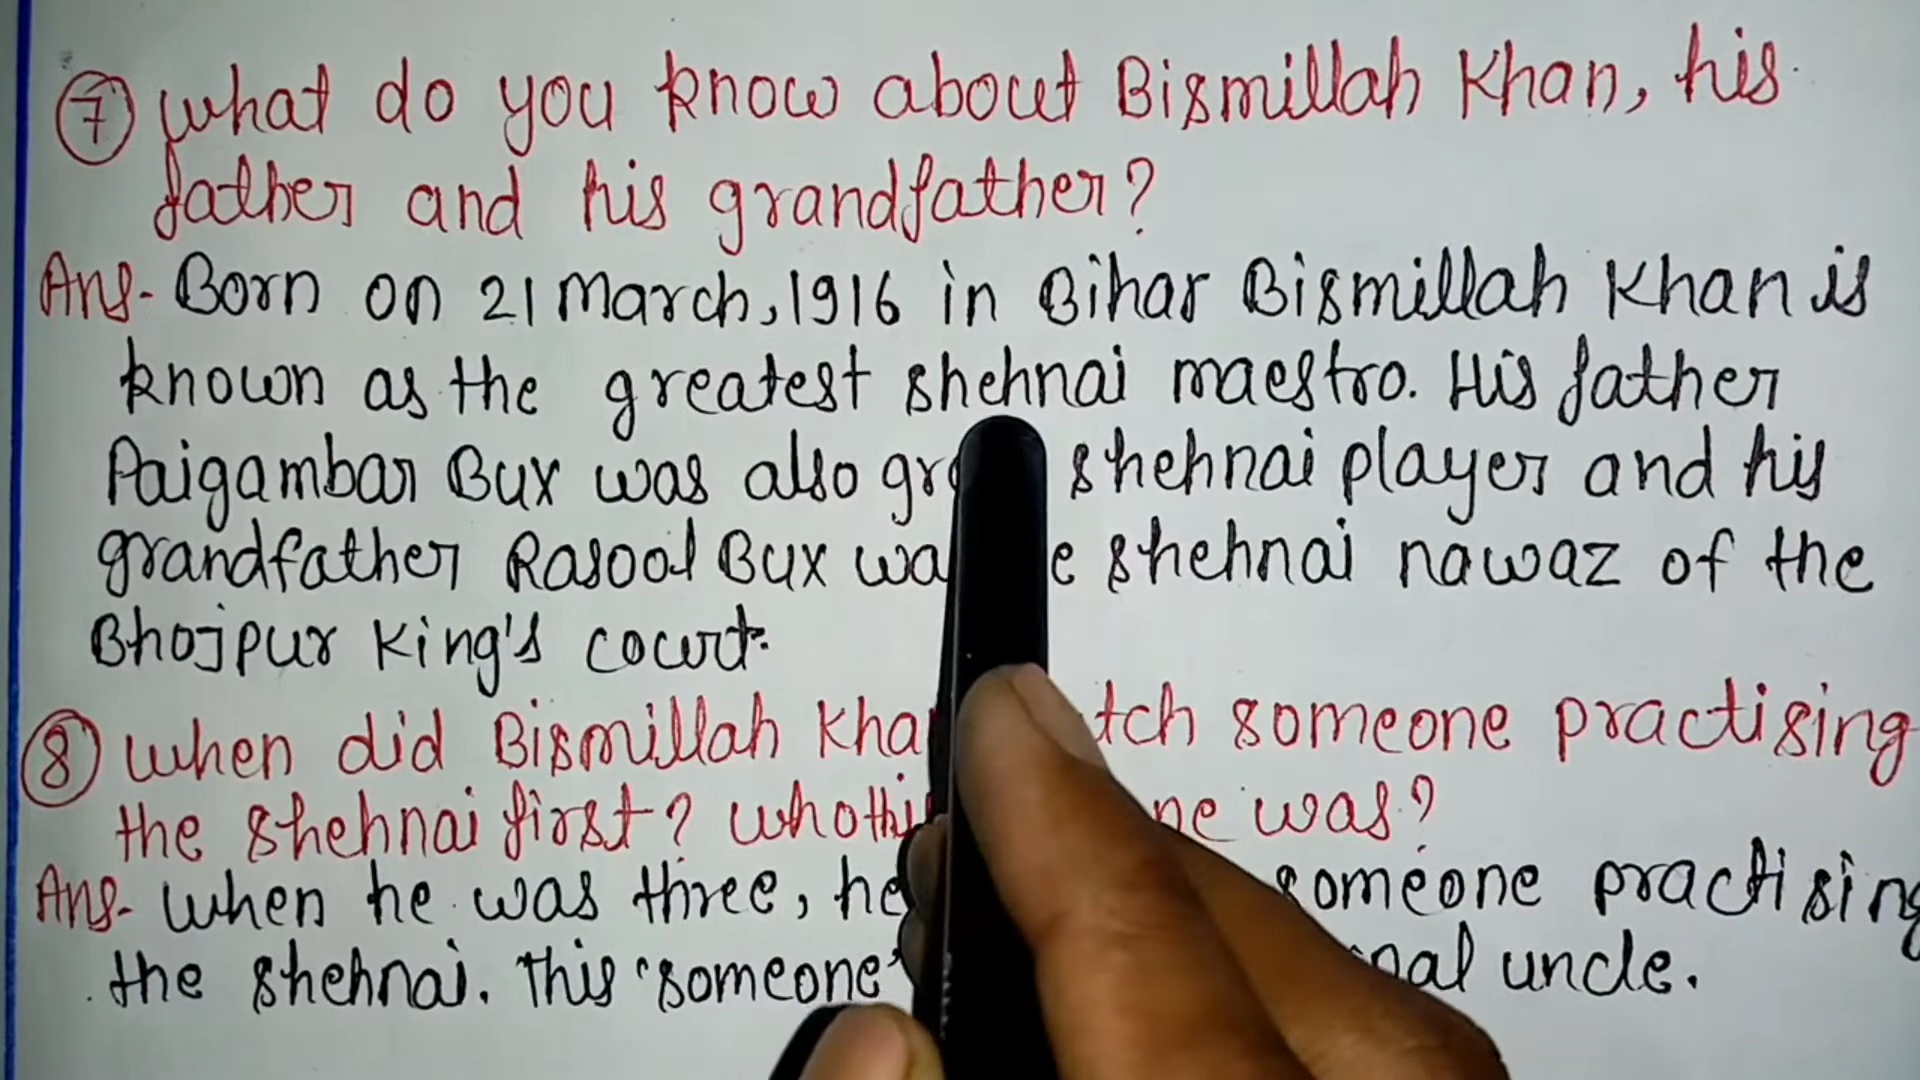 7 What do you know about Bismillah Khan, his
father and his grandfather?
Ans- Born on 21 March, 1916 in Bihar Bismillah Khan is
known as the greatest shehnai maestro. His father
Paigambar Bux was also shehnai player and his
grandfather Rasool Bux shehnai nawaz of the
Bhojpur King's court.
8 When did Bismillah someone practising
the shehnai first? Who was?
Ans- When he was three, he someone practising
the shehnai. This 'someone' uncle.